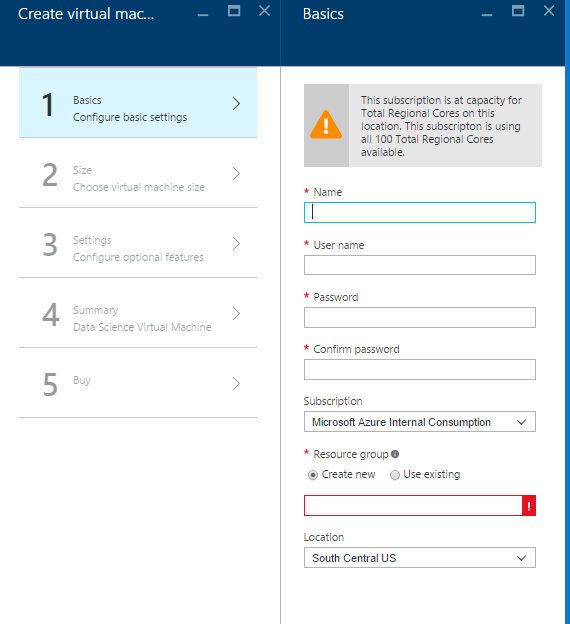 Create virtual mac...
1
Basics
Configure basic settings
2
Size
Choose virtual machine size
3
Settings
Configure optional features
4
Summary
Data Science Virtual Machine
5
Buy
Basics
This subscription is at capacity for
Total Regional Cores on this
location. This subscripton is using
all 100 Total Regional Cores
available.
* Name
* User name
* Password
* Confirm password
Subscription
Microsoft Azure Internal Consumption
* Resource group
Create new Use existing
Location
South Central US